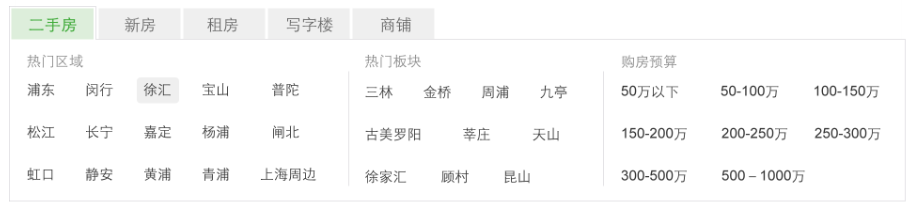 二手房 新房 租房 写字楼 商铺
热门区域
浦东 闵行 徐汇 宝山 普陀
松江 长宁 嘉定 杨浦 闸北
虹口 静安 黄浦 青浦 上海周边
热门板块
三林 金桥 周浦 九亭
古美罗阳 莘庄 天山
徐家汇 顾村 昆山
购房预算
50万以下 50-100万 100-150万
150-200万 200-250万 250-300万
300-500万 500 – 1000万